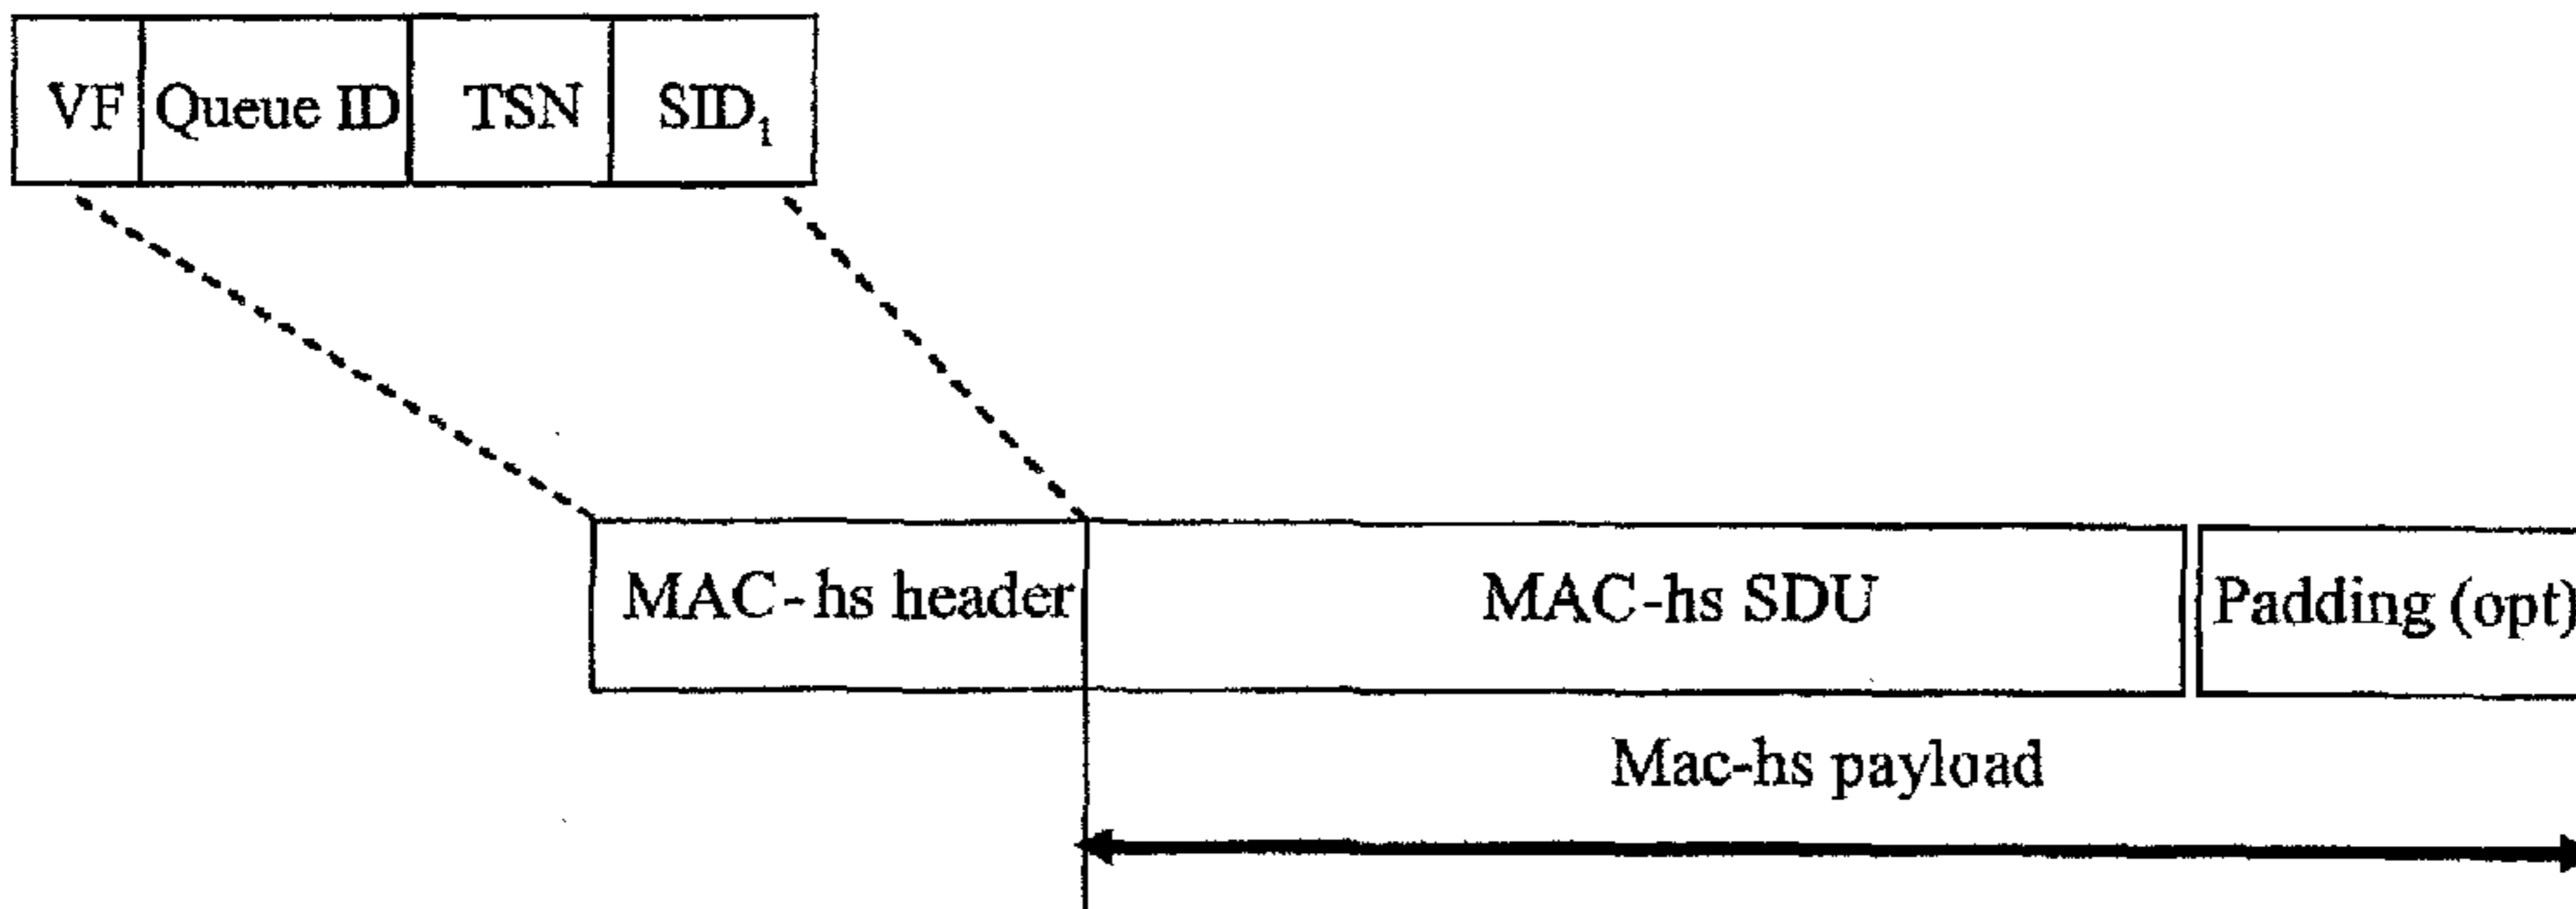 VF Queue ID TSN SID₁
MAC-hs header MAC-hs SDU Padding (opt)
Mac-hs payload